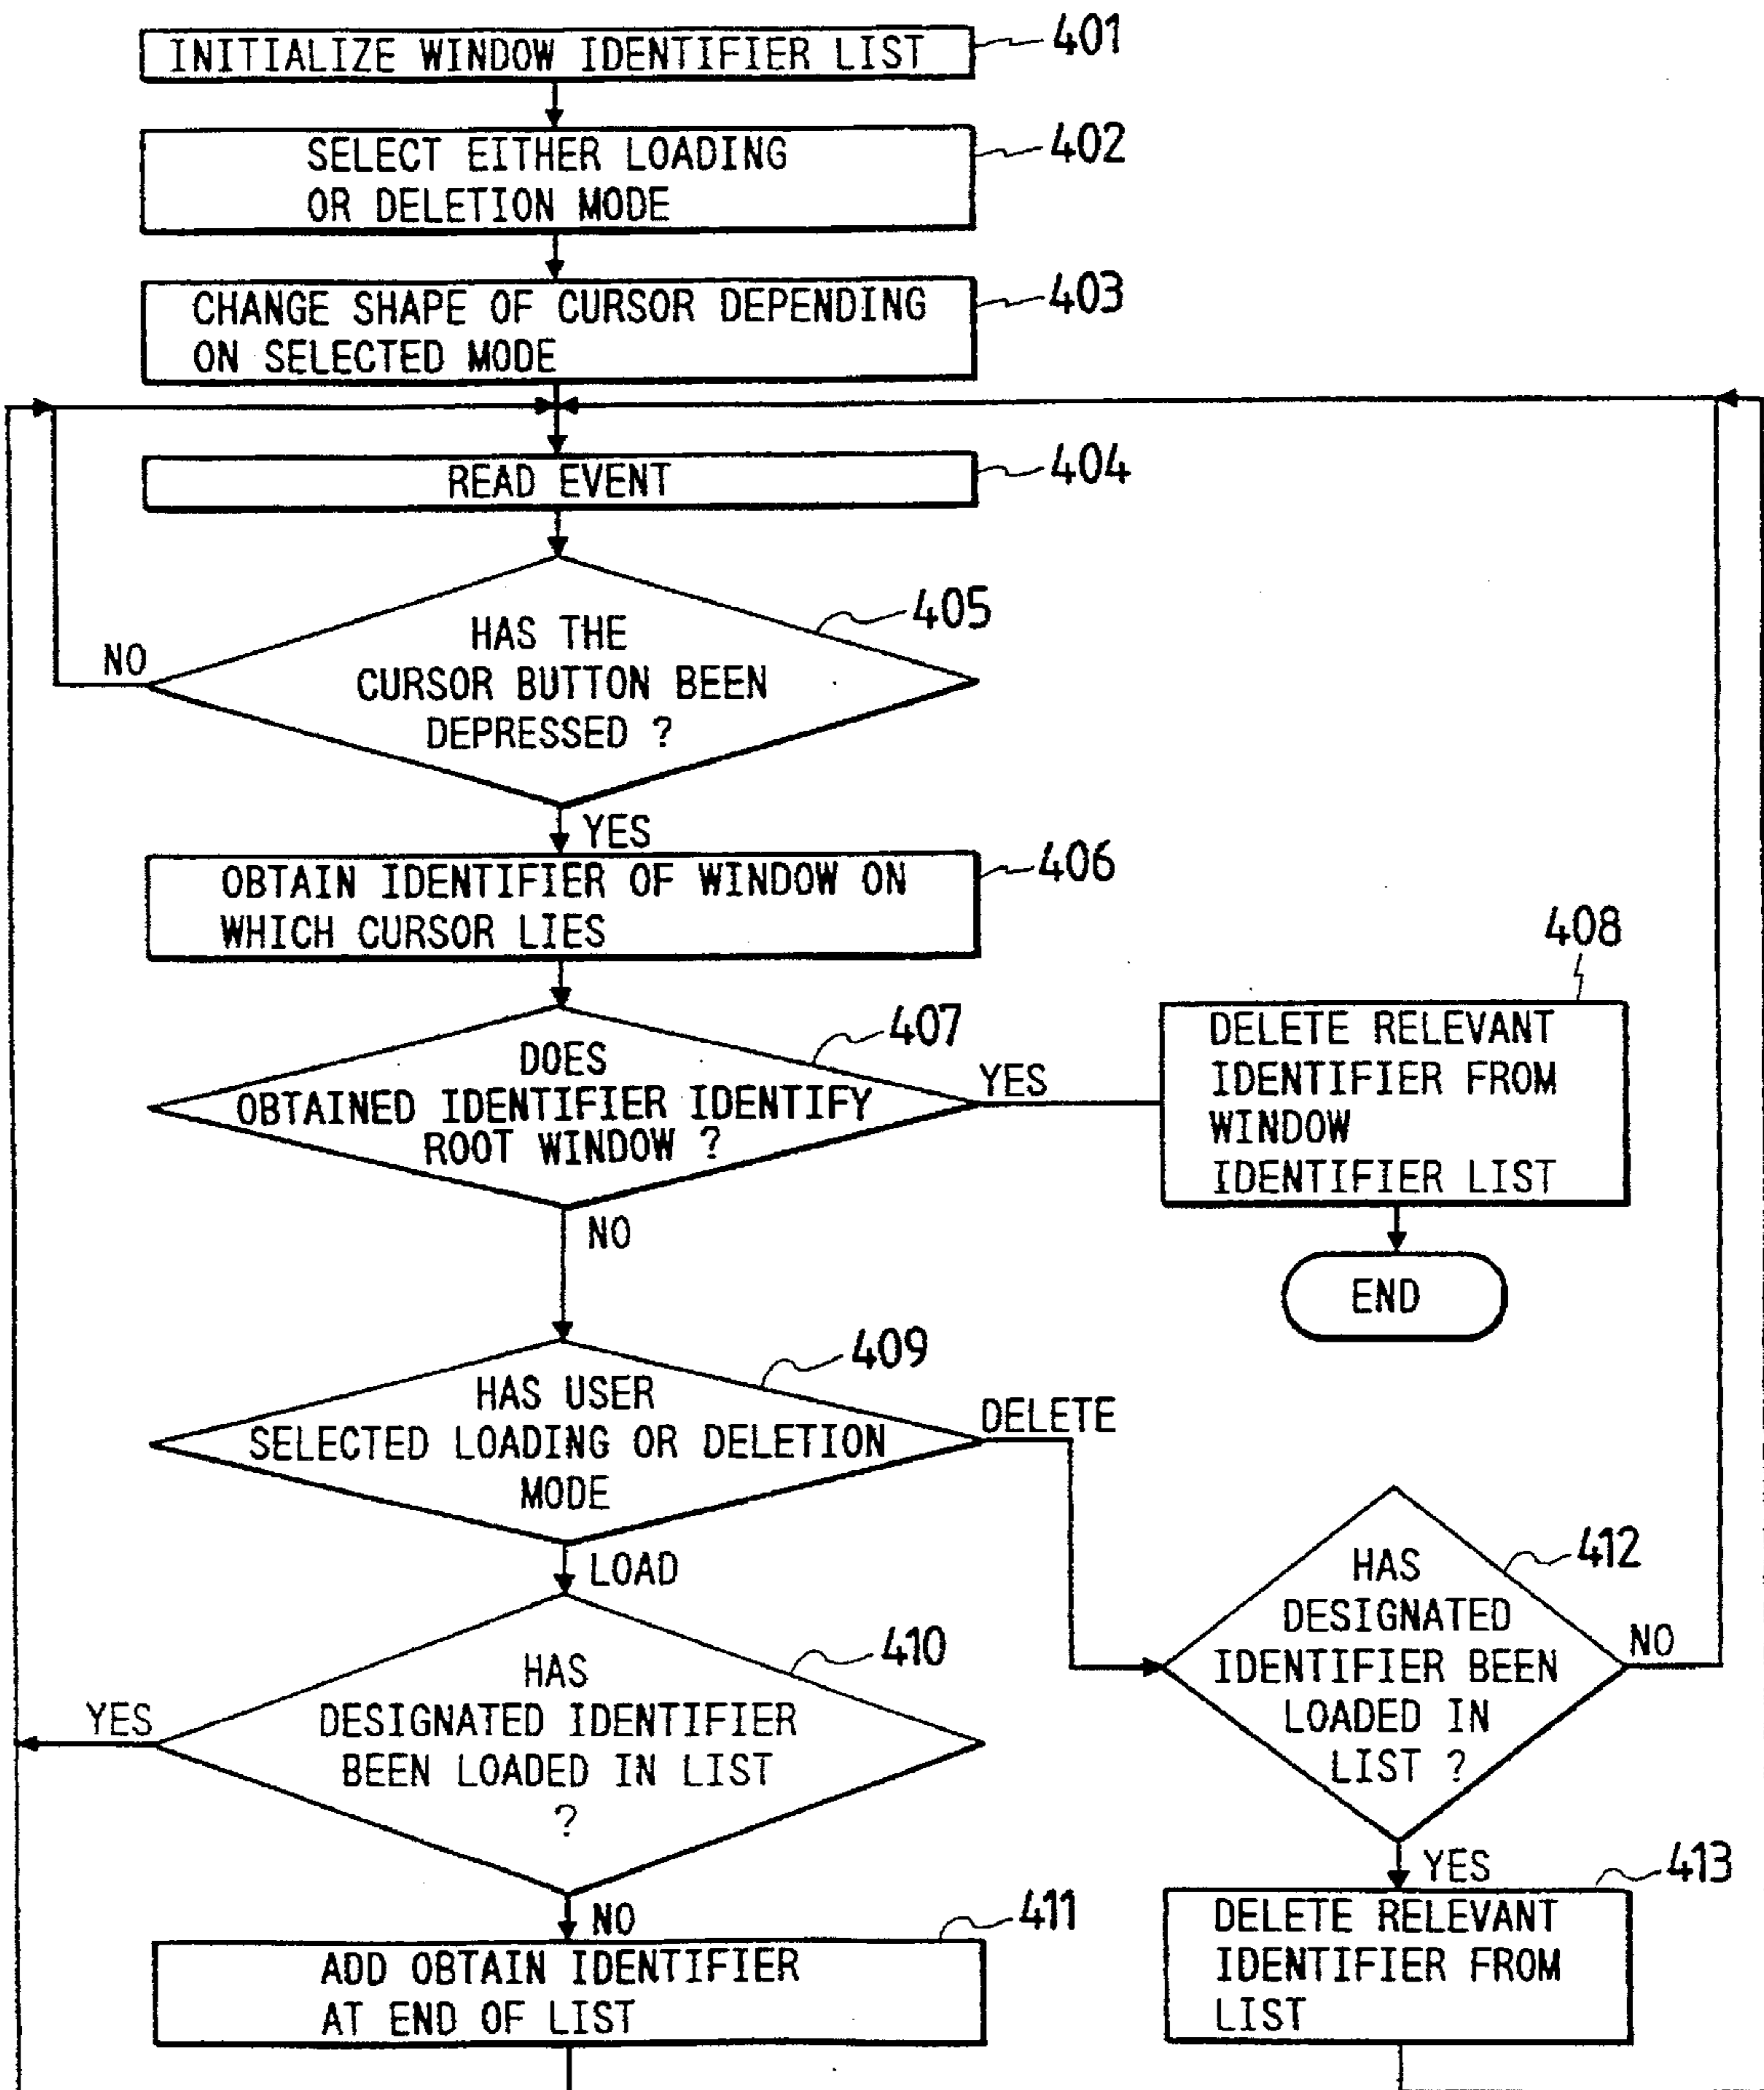 INITIALIZE WINDOW IDENTIFIER LIST
401
SELECT EITHER LOADING
OR DELETION MODE
402
CHANGE SHAPE OF CURSOR DEPENDING
ON SELECTED MODE
403
READ EVENT
404
HAS THE
CURSOR BUTTON BEEN
DEPRESSED ?
405
NO
YES
OBTAIN IDENTIFIER OF WINDOW ON
WHICH CURSOR LIES
406
DOES
OBTAINED IDENTIFIER IDENTIFY
ROOT WINDOW ?
407
YES
NO
408
DELETE RELEVANT
IDENTIFIER FROM
WINDOW
IDENTIFIER LIST
END
HAS USER
SELECTED LOADING OR DELETION
MODE
409
DELETE
LOAD
HAS
DESIGNATED IDENTIFIER
BEEN LOADED IN LIST
?
410
YES
NO
ADD OBTAIN IDENTIFIER
AT END OF LIST
411
HAS
DESIGNATED
IDENTIFIER BEEN
LOADED IN
LIST ?
412
NO
YES
DELETE RELEVANT
IDENTIFIER FROM
LIST
413